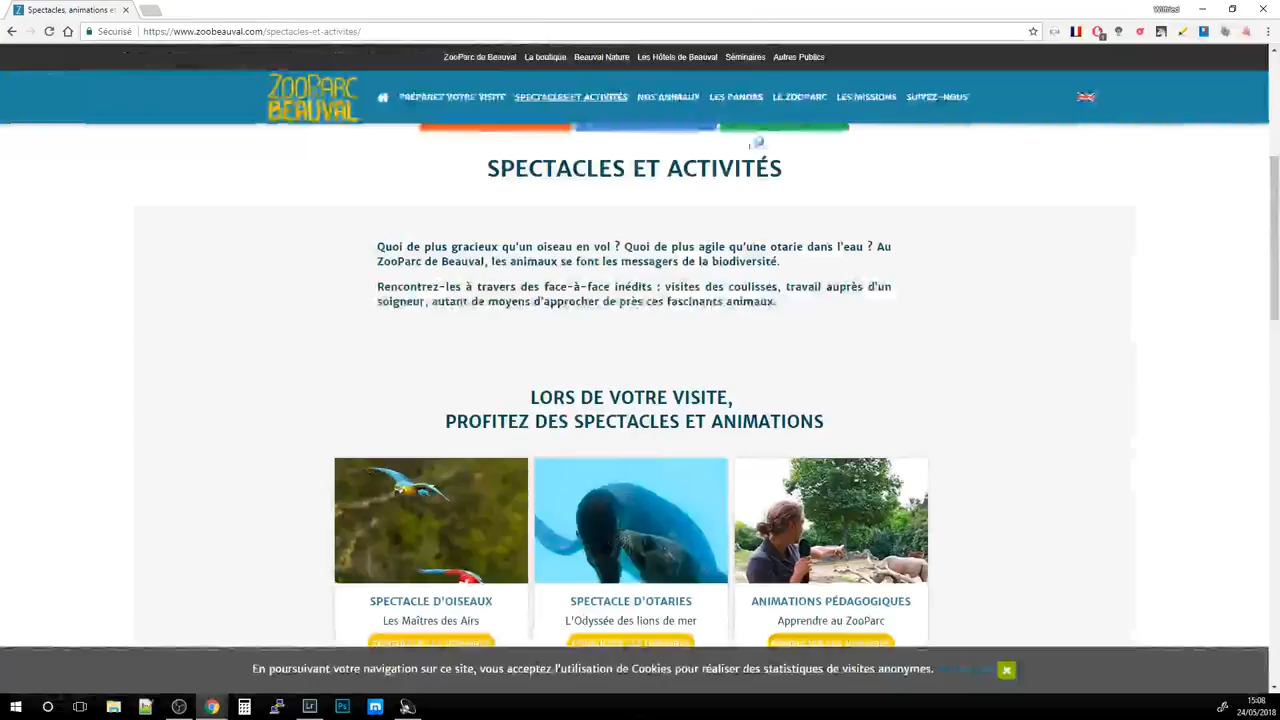 Spectacles, animations e
Wilfried
Sécurisé
https://www.zoobeauval.com/spectacles-et-activites/
ZooParc de Beauval La boutique Beauval Nature Les Hôtels de Beauval Séminaires Autres Publics
ZOOPARC
BEAUVAL
PRÉPAREZ VOTRE VISITE SPECTACLES ET ACTIVITÉS NOS ANIMAUX LES PANDAS LE ZOOPARC LES MISSIONS SUIVEZ-NOUS
SPECTACLES ET ACTIVITÉS
Quoi de plus gracieux qu'un oiseau en vol ? Quoi de plus agile qu'une otarie dans l'eau ? Au
ZooParc de Beauval, les animaux se font les messagers de la biodiversité.
Rencontrez-les à travers des face-à-face inédits : visites des coulisses, travail auprès d'un
soigneur, autant de moyens d'approcher de près ces fascinants animaux.
LORS DE VOTRE VISITE,
PROFITEZ DES SPECTACLES ET ANIMATIONS
SPECTACLE D'OISEAUX
Les Maîtres des Airs
SPECTACLE D'OTARIES
L'Odyssée des lions de mer
ANIMATIONS PÉDAGOGIQUES
Apprendre au ZooParc
En poursuivant votre navigation sur ce site, vous acceptez l'utilisation de Cookies pour réaliser des statistiques de visites anonymes.
Lr
Ps
15:08
24/05/2018